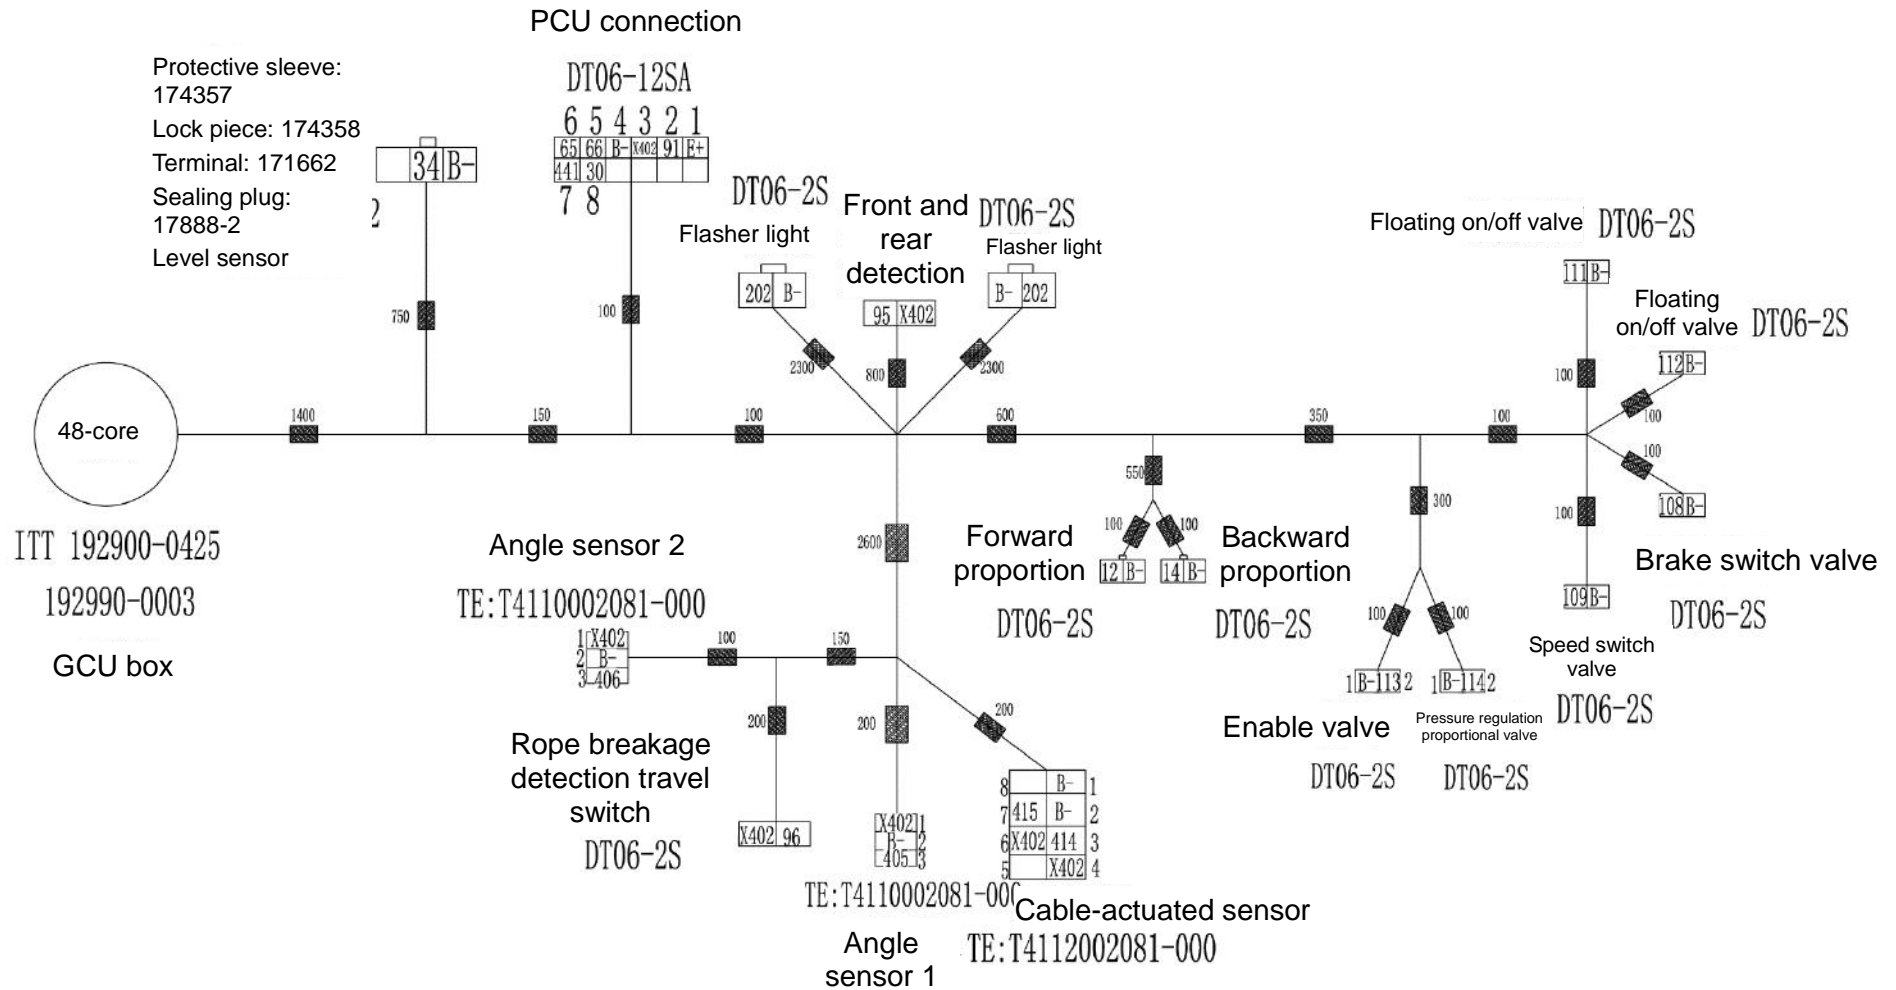 PCU connection
Protective sleeve:
174357
Lock piece: 174358
Terminal: 171662
Sealing plug:
17888-2
Level sensor
34 B-
2
750
DT06-12SA
6 5 4 3 2 1
65 66 B- X402 91 E+
441 30
7 8
100
DT06-2S
Flasher light
202 B-
2300
Front and
rear
detection
95 X402
800
DT06-2S
Flasher light
B- 202
2300
Floating on/off valve DT06-2S
111 B-
100
Floating
on/off valve DT06-2S
112 B-
100
48-core
1400
150
100
600
350
100
ITT 192900-0425
192990-0003
GCU box
2600
550
100
100
Forward
proportion
12 B-
DT06-2S
14 B-
Backward
proportion
DT06-2S
300
100
100
1 B- 113 2
Enable valve
DT06-2S
1 B- 114 2
Pressure regulation
proportional valve
DT06-2S
100
108 B-
Brake switch valve
DT06-2S
100
109 B-
Speed switch
valve
DT06-2S
Angle sensor 2
TE:T4110002081-000
1 X402
2 B-
3 406
100
150
200
Rope breakage
detection travel
switch
DT06-2S
X402 96
200
X402 1
B- 2
405 3
TE:T4110002081-00
Angle
sensor 1
200
8 B- 1
7 415 B- 2
6 X402 414 3
5 X402 4
Cable-actuated sensor
TE:T4112002081-000